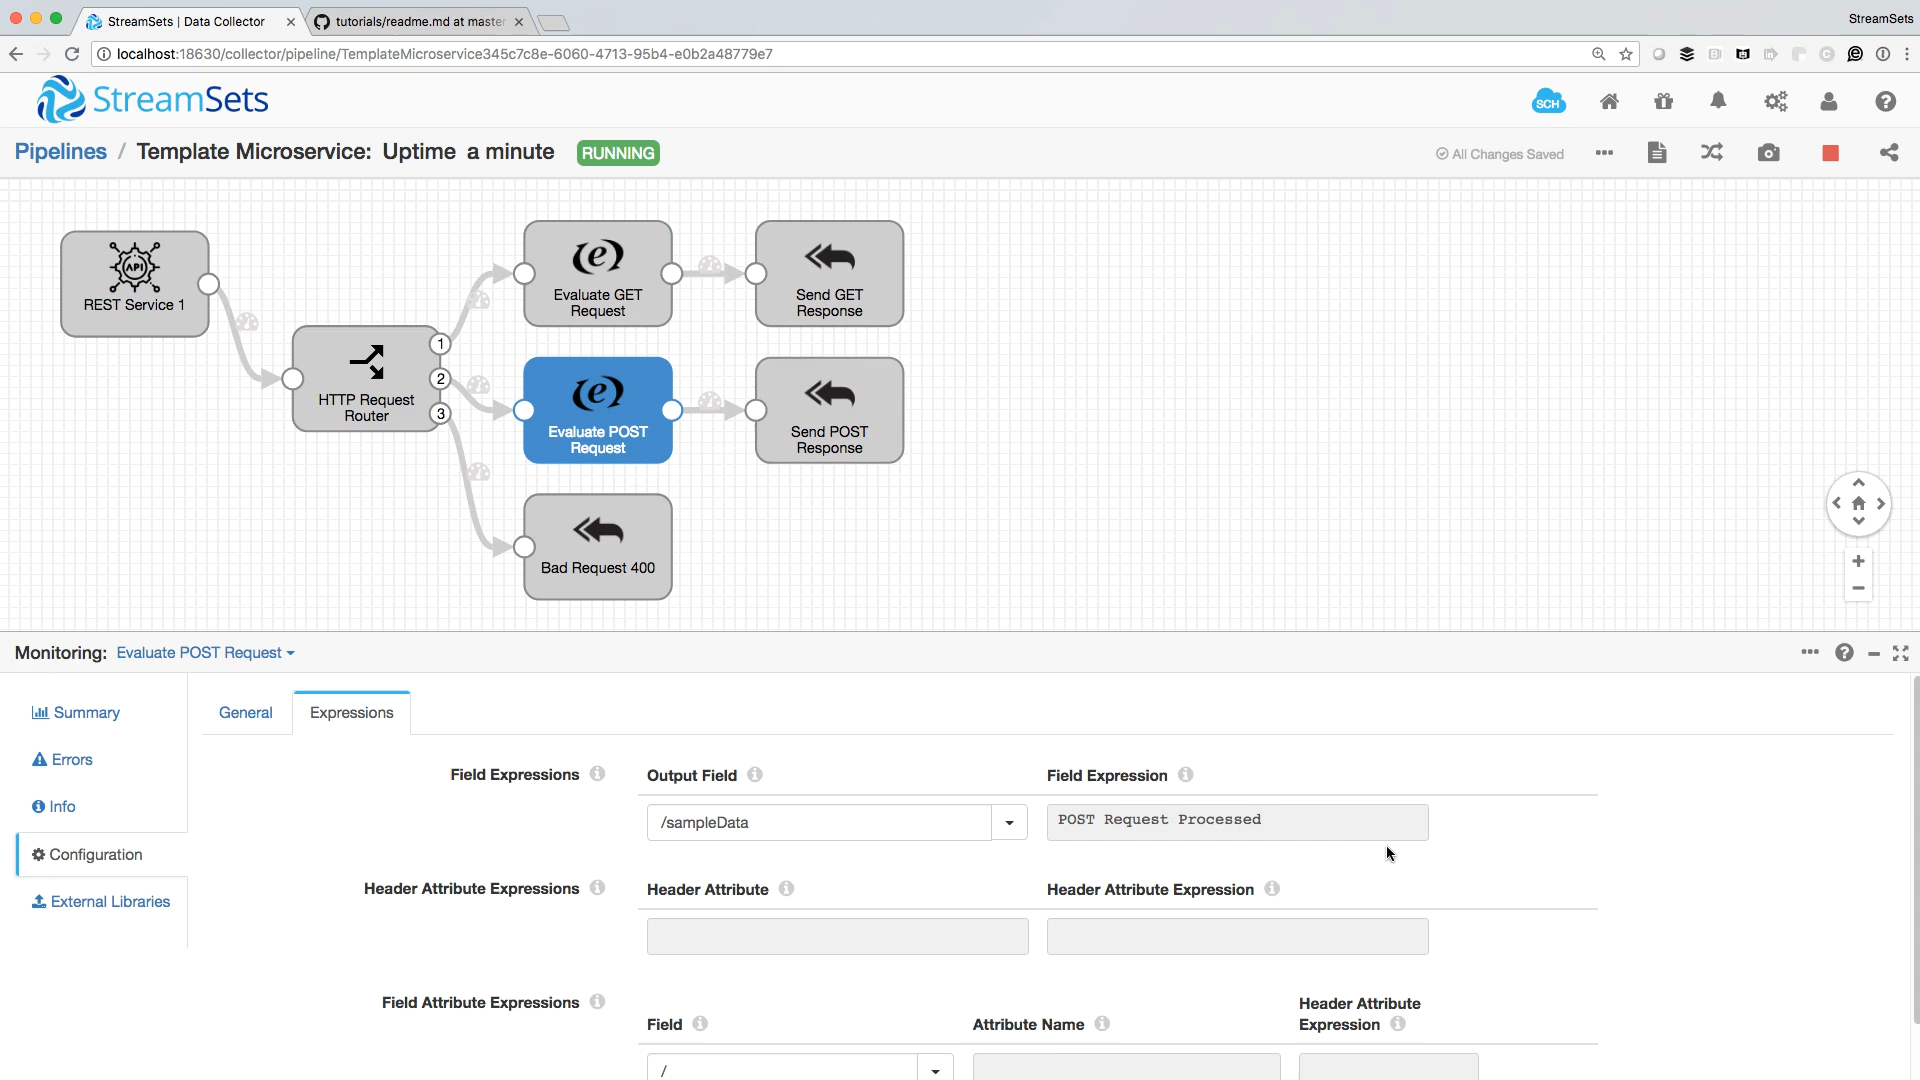 StreamSets | Data Collector
tutorials/readme.md at master
StreamSets
localhost:18630/collector/pipeline/TemplateMicroservice345c7c8e-6060-4713-95b4-e0b2a48779e7
StreamSets
SCH
Pipelines / Template Microservice: Uptime a minute RUNNING
All Changes Saved
API
REST Service 1
HTTP Request
Router
1
2
3
Evaluate GET
Request
Send GET
Response
Evaluate POST
Request
Send POST
Response
Bad Request 400
Monitoring: Evaluate POST Request
Summary
Errors
Info
Configuration
External Libraries
General
Expressions
Field Expressions
Output Field
Field Expression
/sampleData
POST Request Processed
Header Attribute Expressions
Header Attribute
Header Attribute Expression
Field Attribute Expressions
Field
Attribute Name
Header Attribute
Expression
/